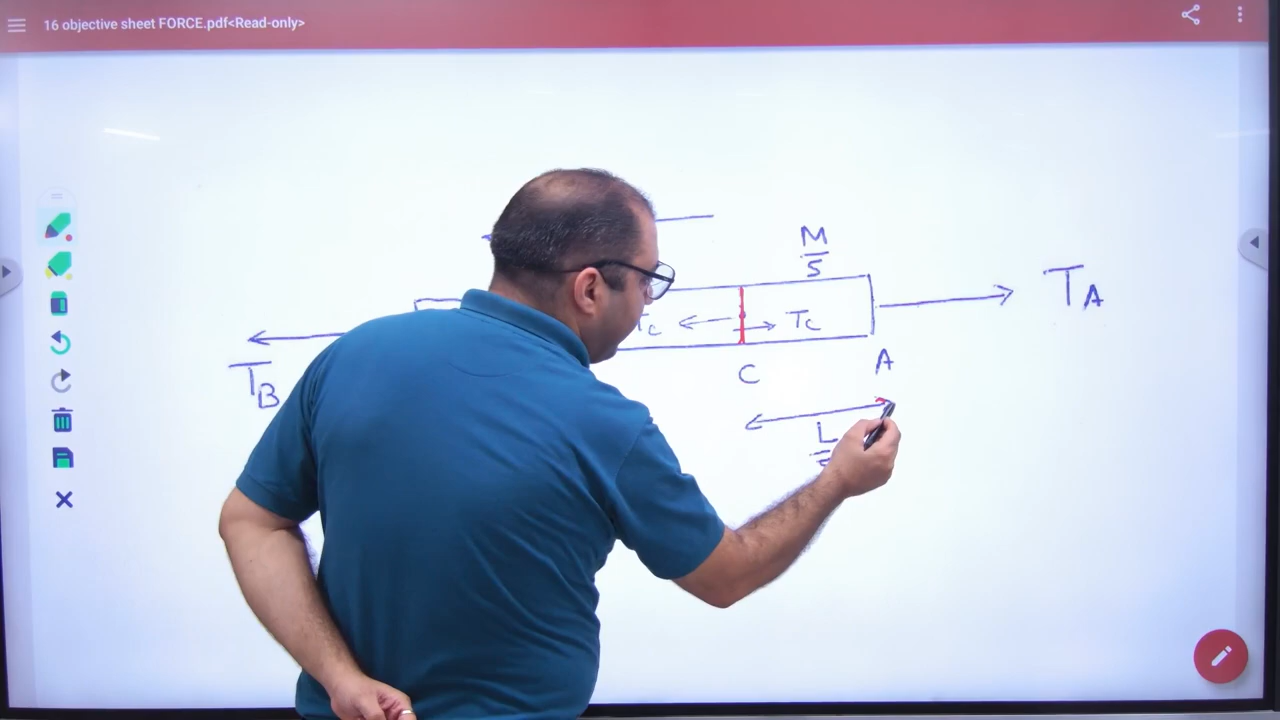 16 objective sheet FORCE.pdf<Read-only>
M
5
T_A
T_C
T_C
T_B
C
A
L